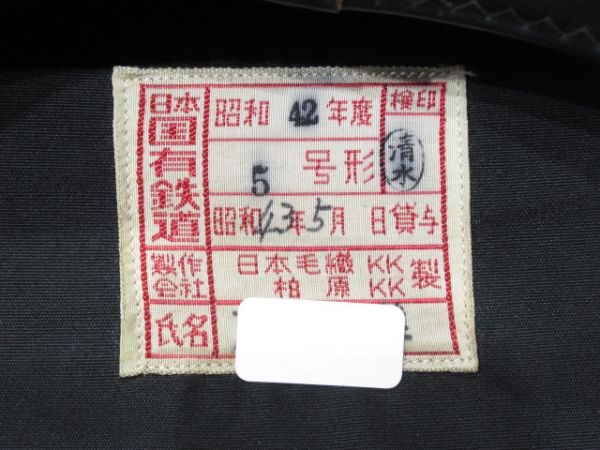 日本国有鉄道
昭和 42 年度
検印
清水
5 号形
昭和43年5月 日貸与
製作会社
日本毛織KK
柏原KK
製
氏名